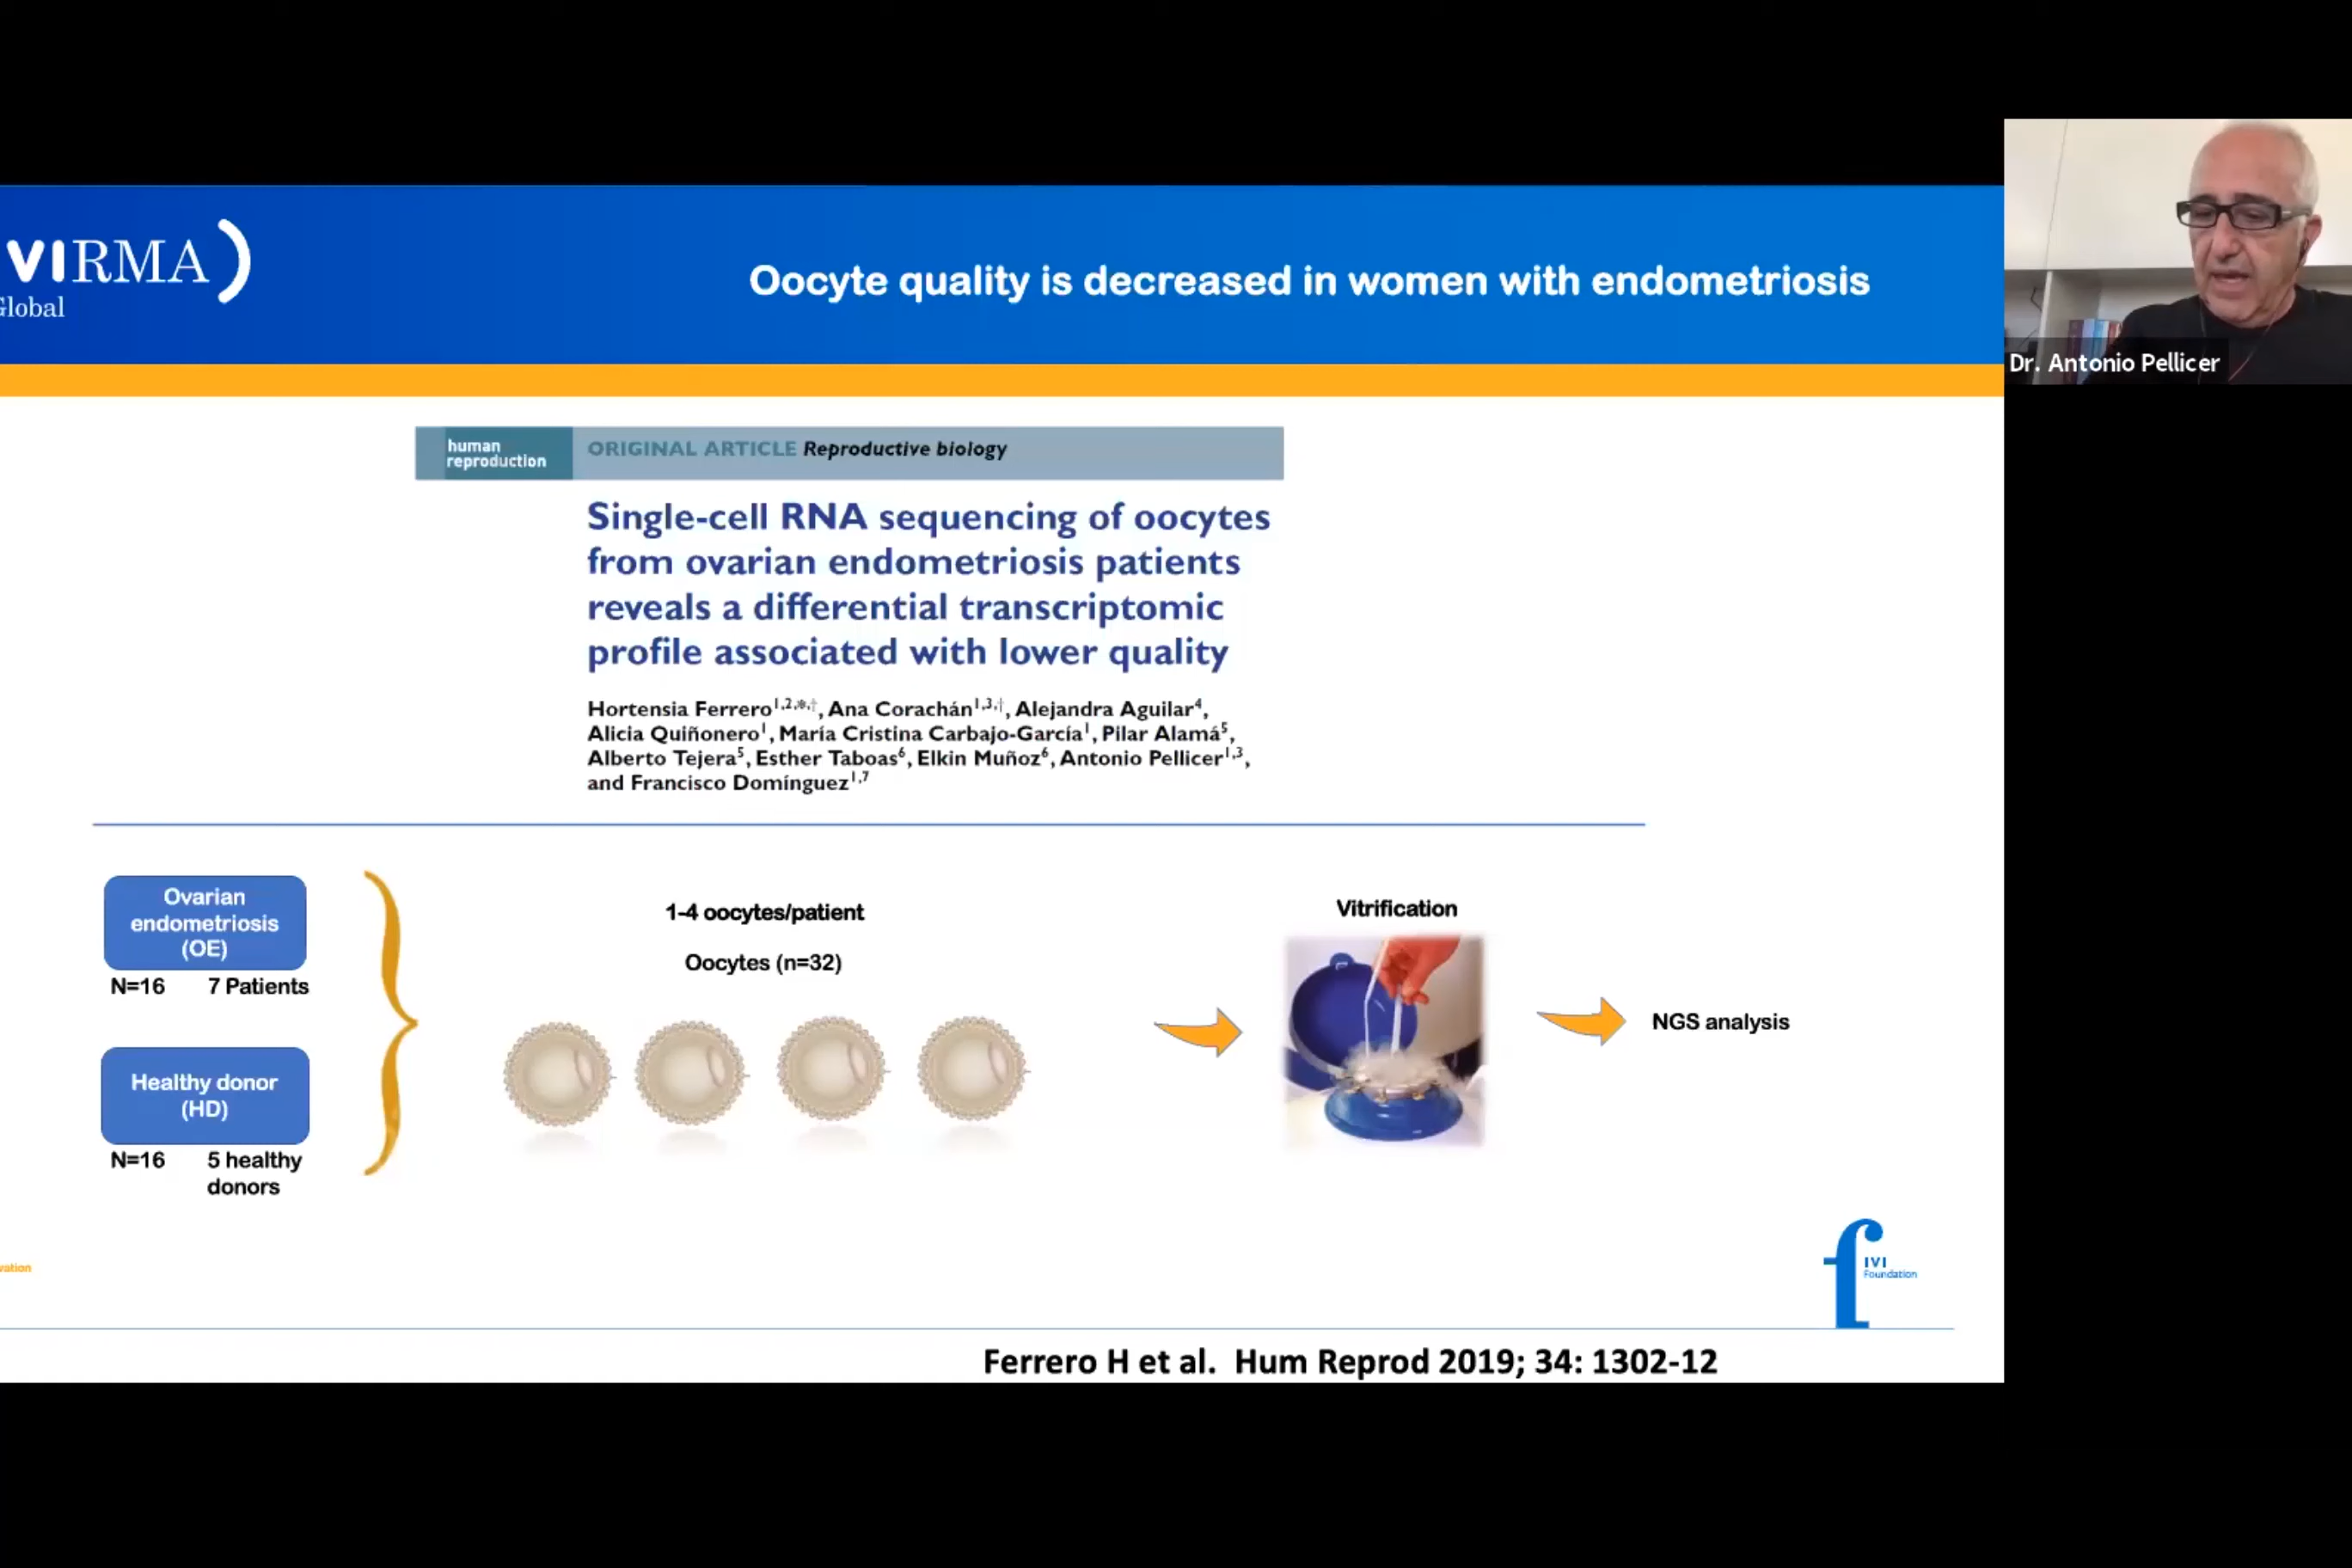 VIRMA
Global
Oocyte quality is decreased in women with endometriosis
Dr. Antonio Pellicer
human
reproduction
ORIGINAL ARTICLE Reproductive biology
Single-cell RNA sequencing of oocytes
from ovarian endometriosis patients
reveals a differential transcriptomic
profile associated with lower quality
Hortensia Ferrero1,2,*,†, Ana Corachán1,3,†, Alejandra Aguilar4,
Alicia Quiñonero1, María Cristina Carbajo-García1, Pilar Alamá5,
Alberto Tejera5, Esther Taboas6, Elkin Muñoz6, Antonio Pellicer1,3,
and Francisco Domínguez1,7
Ovarian
endometriosis
(OE)
N=16 7 Patients
Healthy donor
(HD)
N=16 5 healthy
donors
1-4 oocytes/patient
Oocytes (n=32)
Vitrification
NGS analysis
vation
IVI
Foundation
Ferrero H et al. Hum Reprod 2019; 34: 1302-12